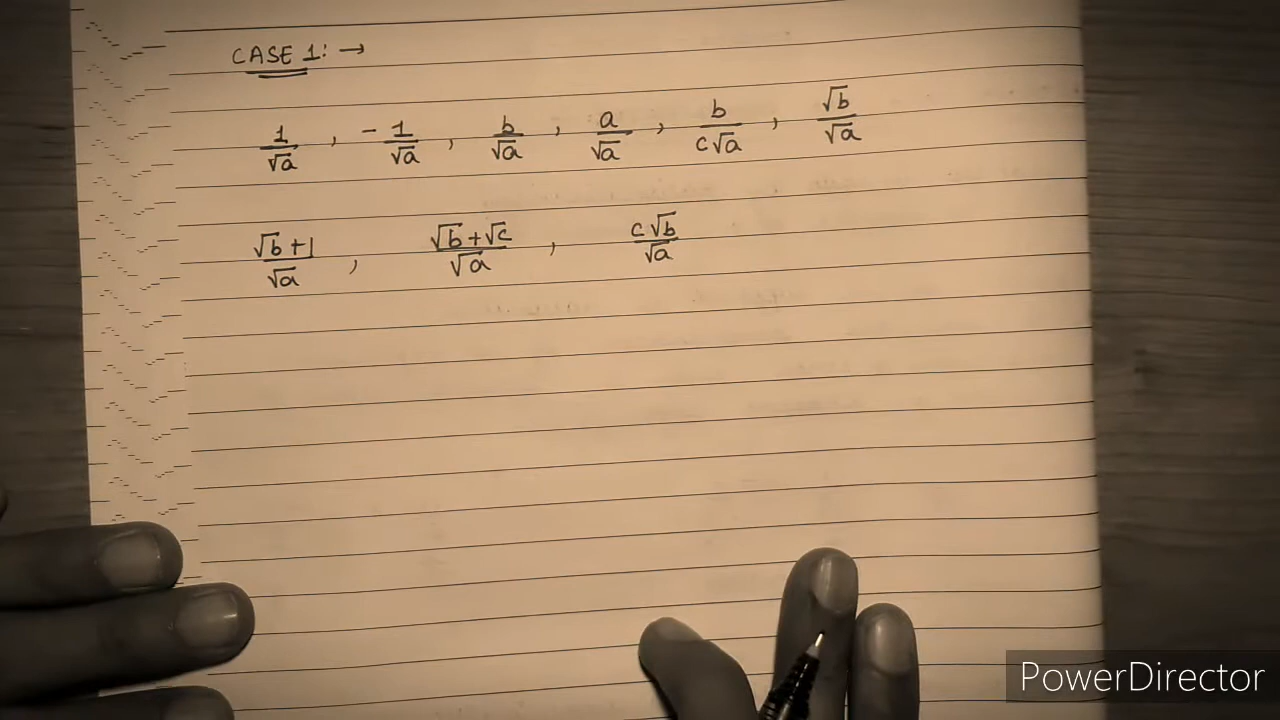 CASE 1: →
1/√a , - 1/√a , b/√a , a/√a , b/c√a , √b/√a
√b+1/√a , √b+√c/√a , c√b/√a
PowerDirector